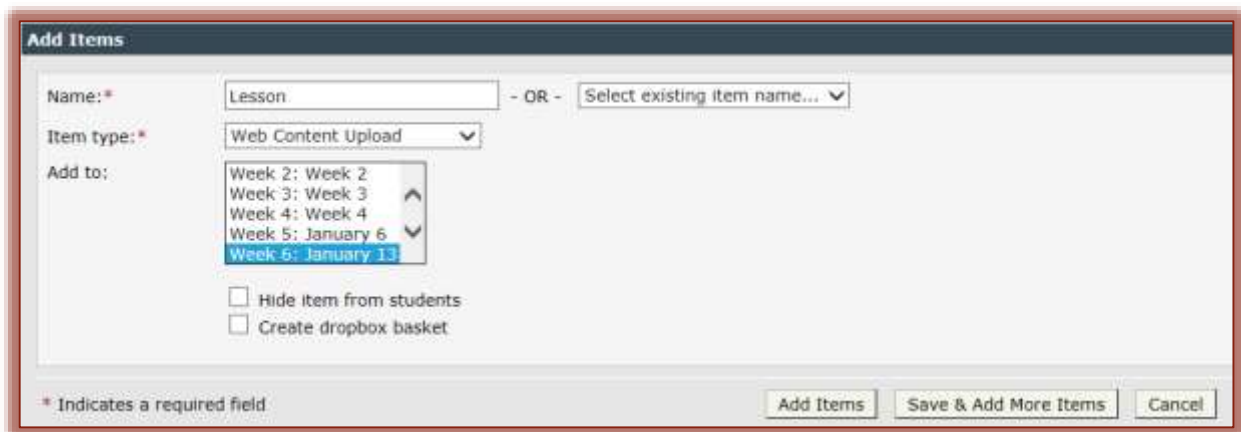 Add Items
Name:* Lesson - OR - Select existing item name...
Item type:* Web Content Upload
Add to:
Week 2: Week 2
Week 3: Week 3
Week 4: Week 4
Week 5: January 6
Week 6: January 13
Hide item from students
Create dropbox basket
* Indicates a required field Add Items Save & Add More Items Cancel